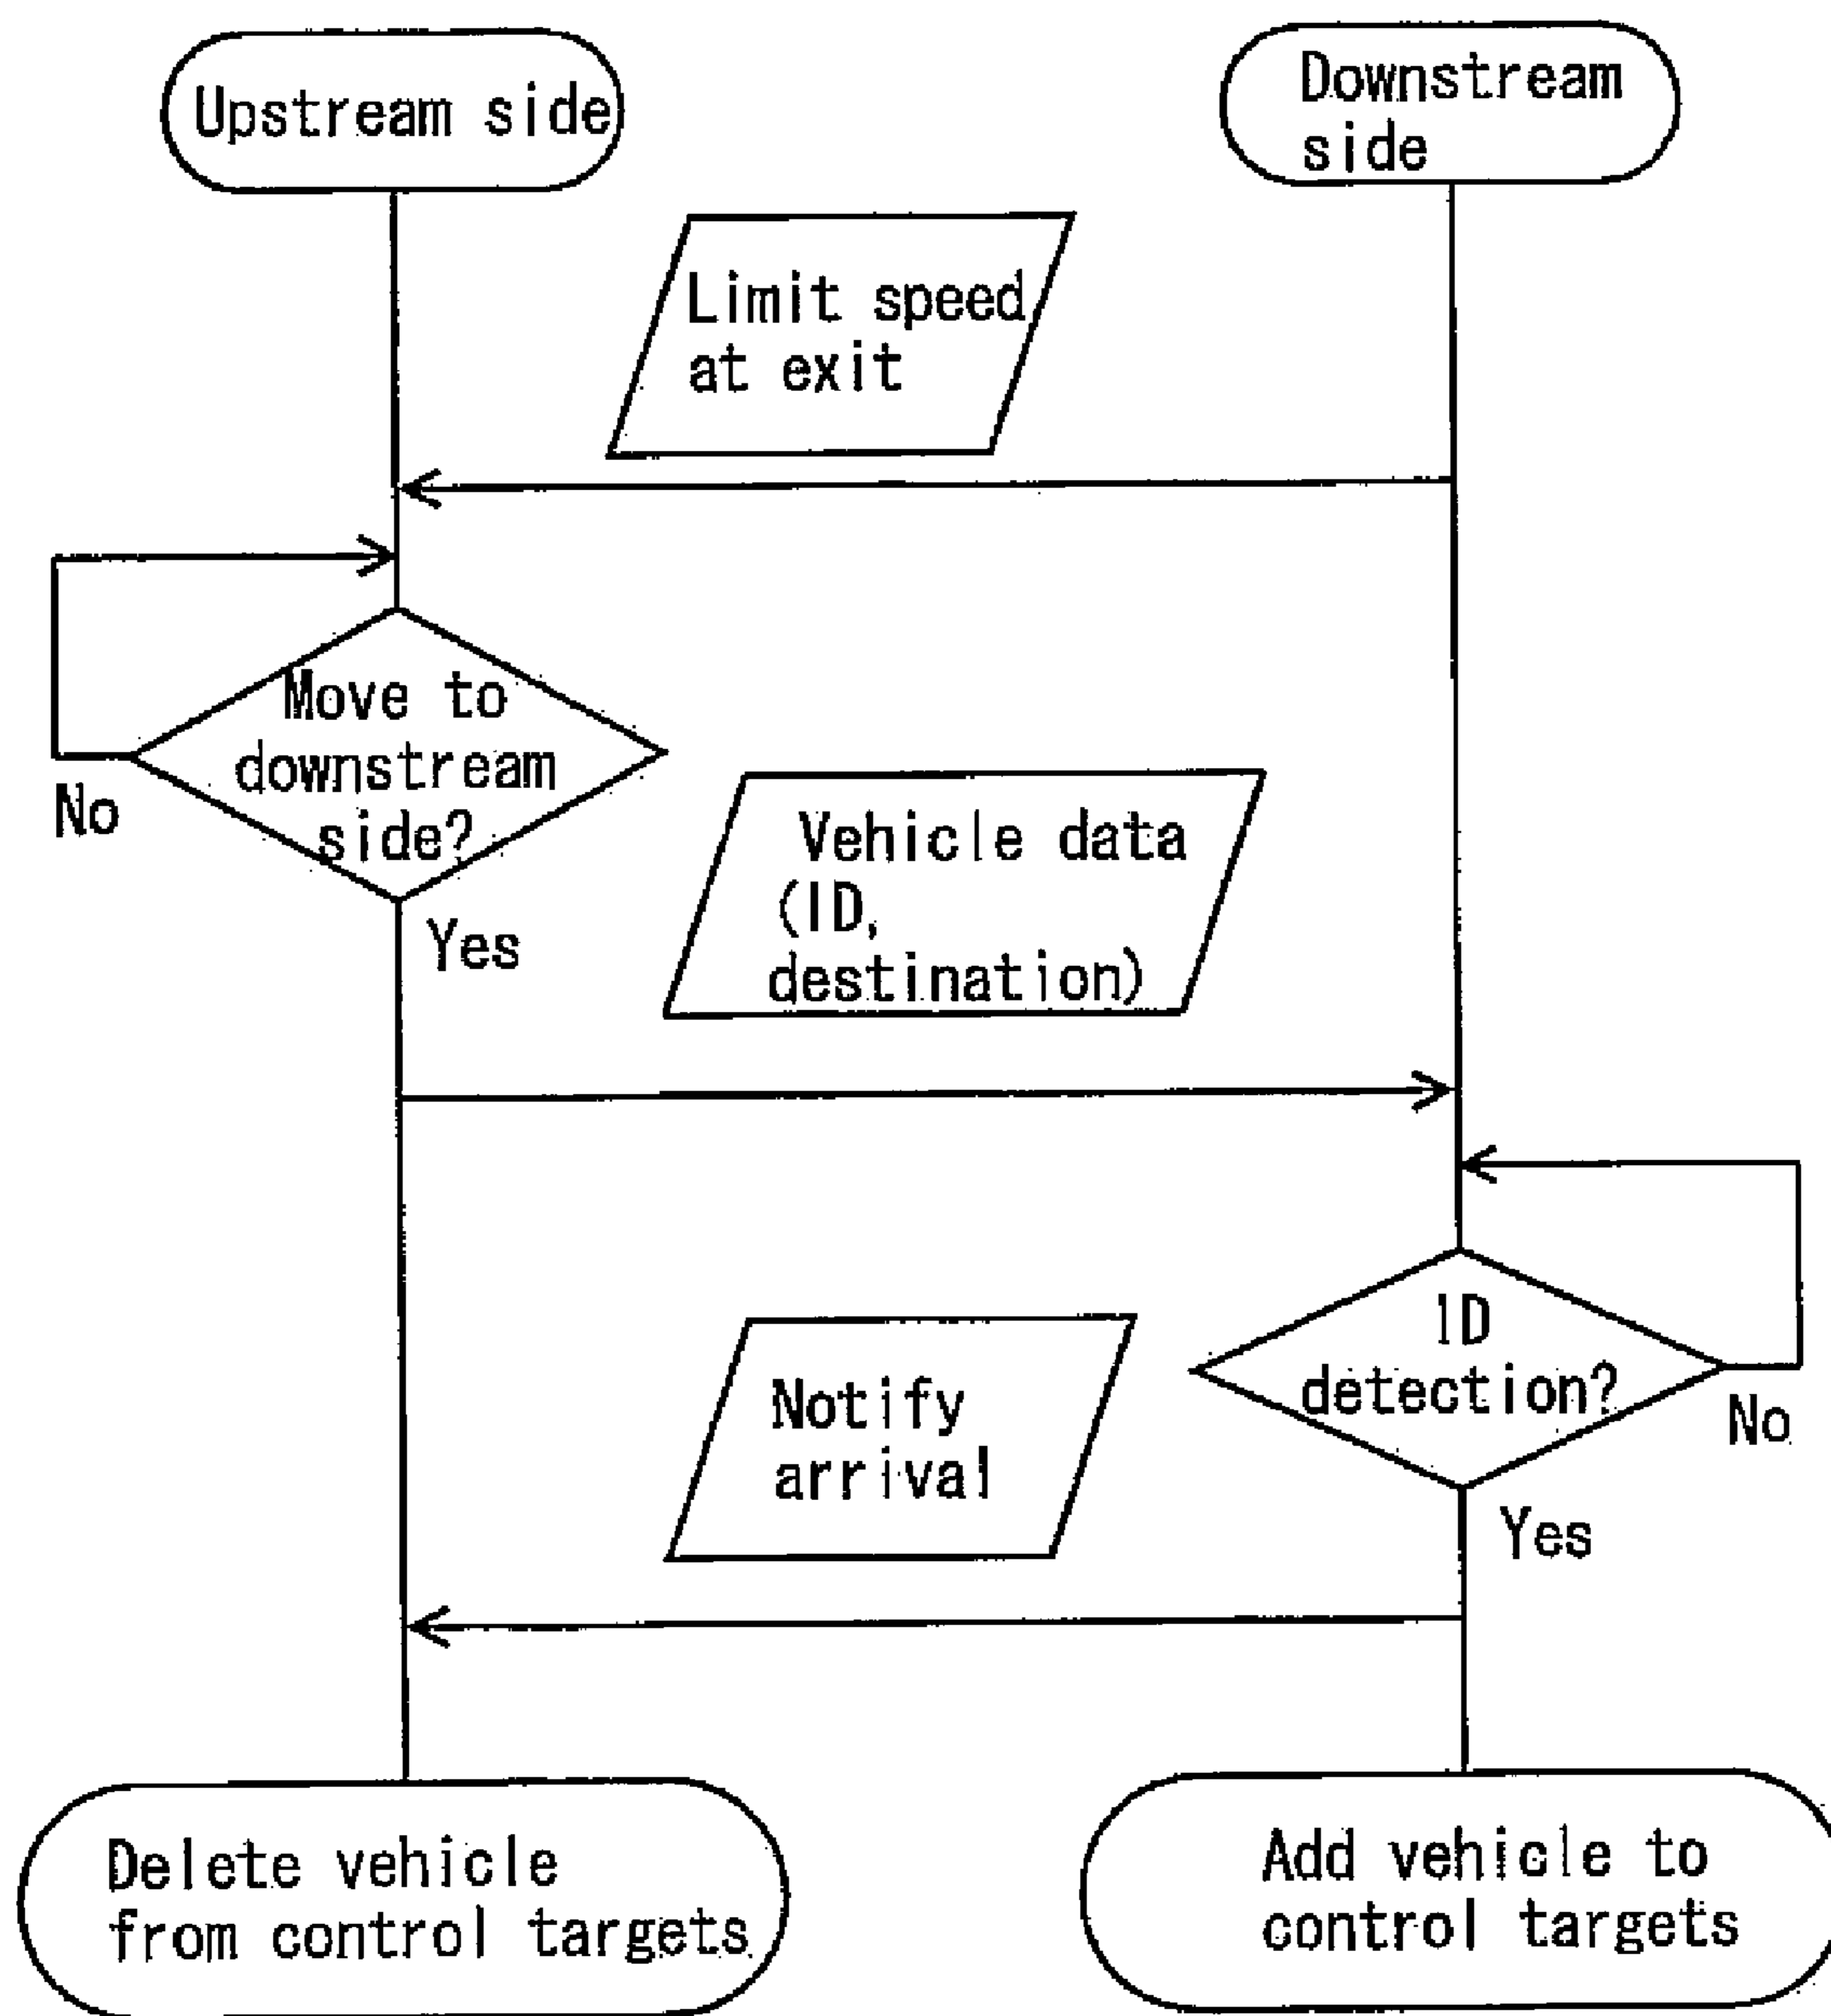 Upstream side
Downstream
side
Limit speed
at exit
Move to
downstream
side?
No
Yes
Vehicle data
(ID,
destination)
ID
detection?
No
Yes
Notify
arrival
Delete vehicle
from control targets
Add vehicle to
control targets